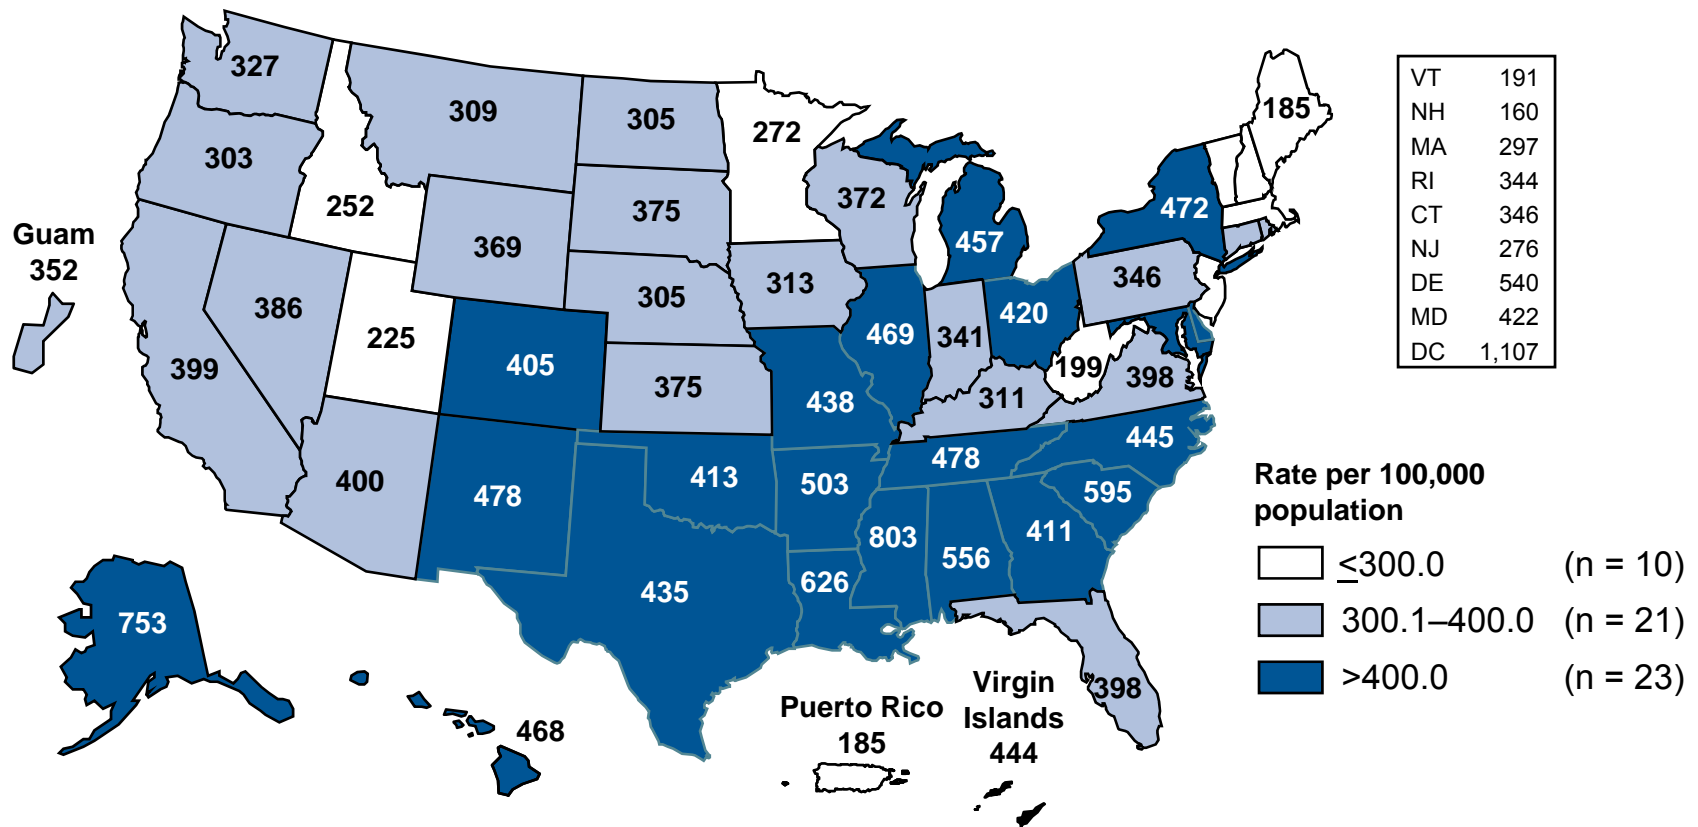 327
309
305
272
185
303
252
375
372
472
Guam
352
369
457
386
225
305
313
346
399
405
469
341
420
375
438
311
199
398
400
478
413
503
478
445
595
803
556
411
435
626
753
398
468
Puerto Rico
185
Virgin
Islands
444
VT 191
NH 160
MA 297
RI 344
CT 346
NJ 276
DE 540
MD 422
DC 1,107
Rate per 100,000
population
≤300.0 (n = 10)
300.1–400.0 (n = 21)
>400.0 (n = 23)